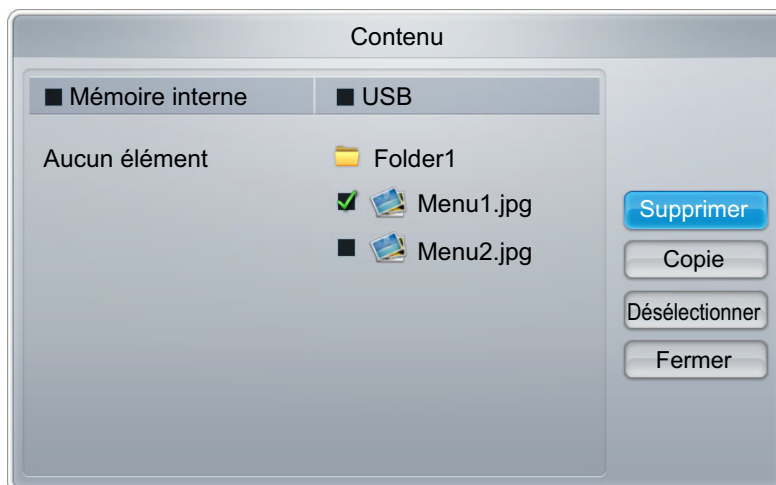 Contenu
Mémoire interne
USB
Aucun élément
Folder1
Menu1.jpg
Menu2.jpg
Supprimer
Copie
Désélectionner
Fermer